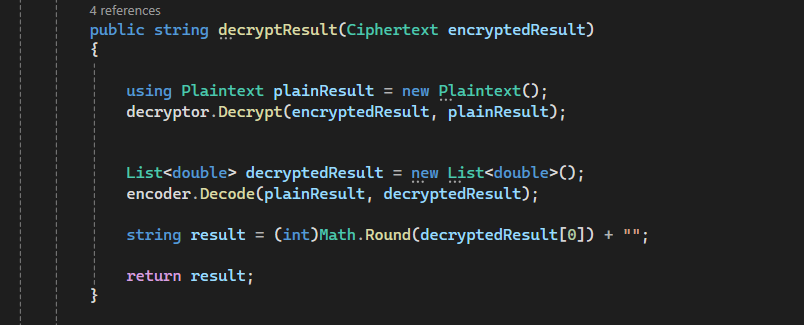 4 references
public string decryptResult(Ciphertext encryptedResult)
{
using Plaintext plainResult = new Plaintext();
decryptor.Decrypt(encryptedResult, plainResult);
List<double> decryptedResult = new List<double>();
encoder.Decode(plainResult, decryptedResult);
string result = (int)Math.Round(decryptedResult[0]) + "";
return result;
}